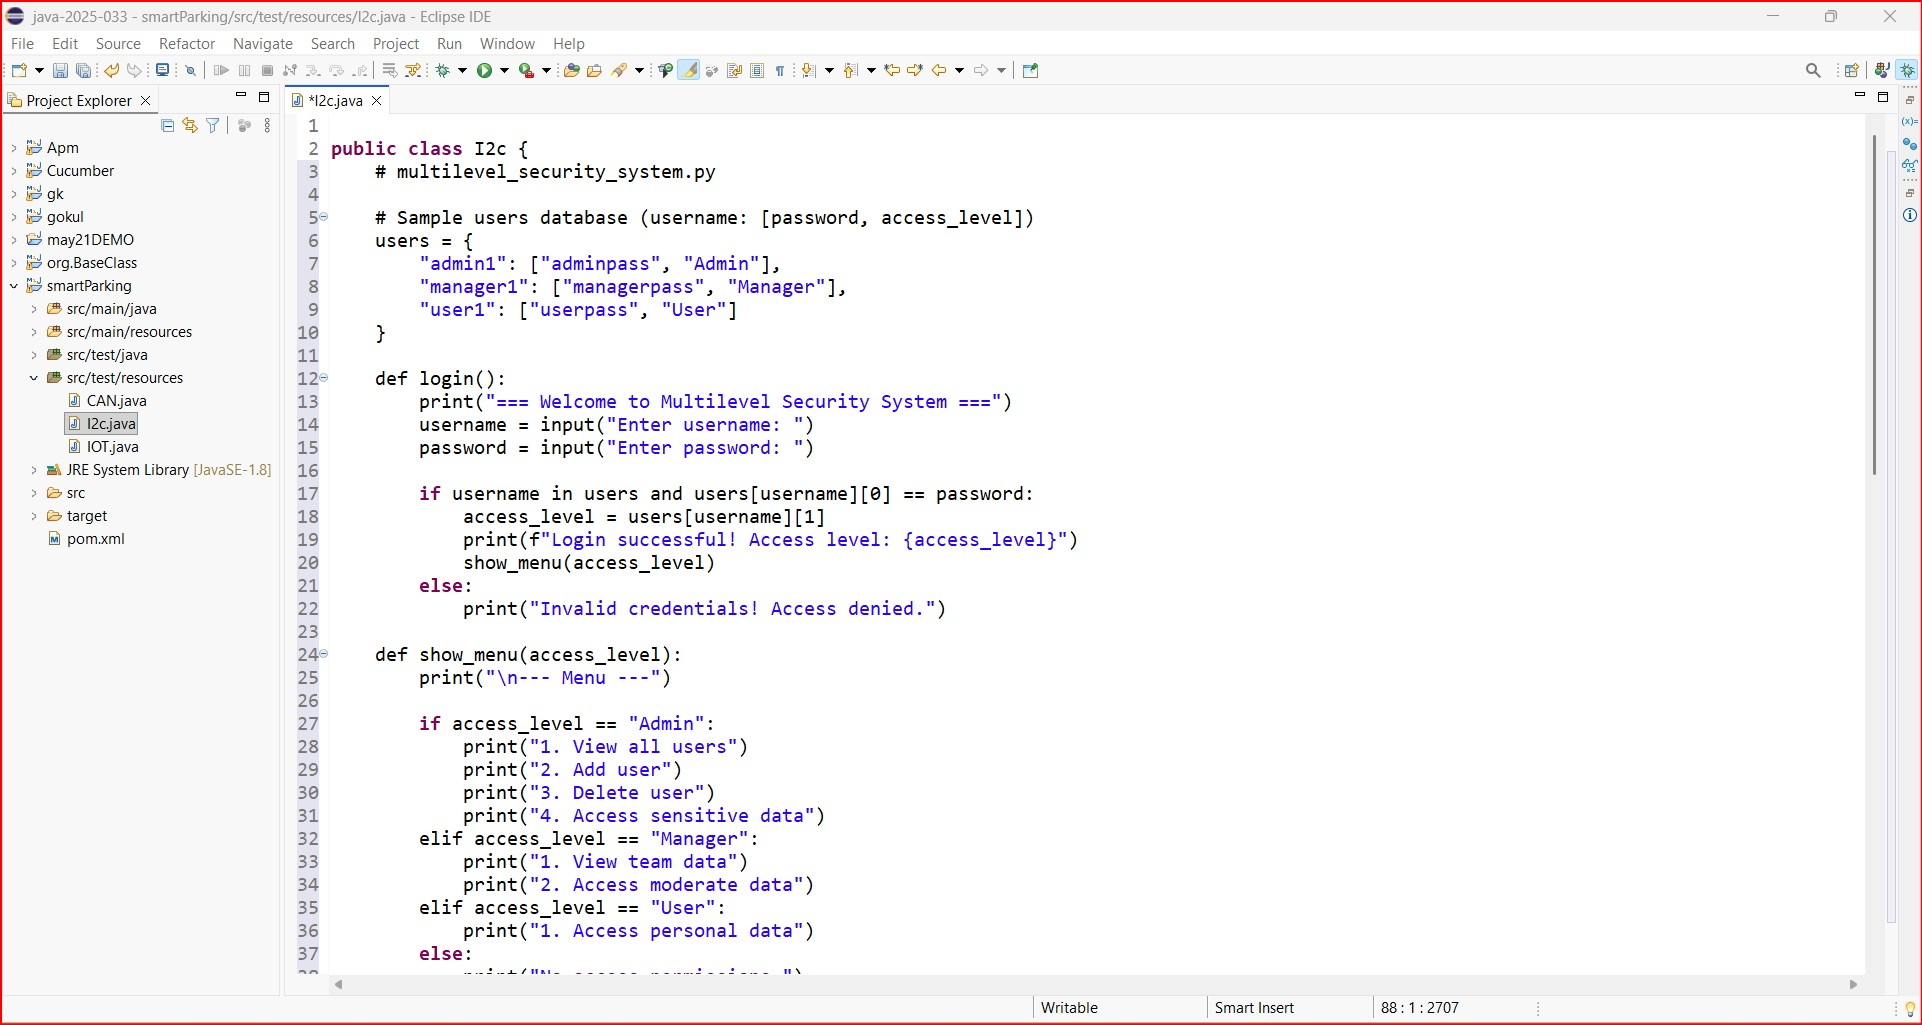 java-2025-033 - smartParking/src/test/resources/I2c.java - Eclipse IDE
File Edit Source Refactor Navigate Search Project Run Window Help
Project Explorer
*I2c.java
Apm
Cucumber
gk
gokul
may21DEMO
org.BaseClass
smartParking
src/main/java
src/main/resources
src/test/java
src/test/resources
CAN.java
I2c.java
IOT.java
JRE System Library [JavaSE-1.8]
src
target
pom.xml
1
2 public class I2c {
3     # multilevel_security_system.py
4
5     # Sample users database (username: [password, access_level])
6     users = {
7         "admin1": ["adminpass", "Admin"],
8         "manager1": ["managerpass", "Manager"],
9         "user1": ["userpass", "User"]
10     }
11
12     def login():
13         print("=== Welcome to Multilevel Security System ===")
14         username = input("Enter username: ")
15         password = input("Enter password: ")
16
17         if username in users and users[username][0] == password:
18             access_level = users[username][1]
19             print(f"Login successful! Access level: {access_level}")
20             show_menu(access_level)
21         else:
22             print("Invalid credentials! Access denied.")
23
24     def show_menu(access_level):
25         print("\n--- Menu ---")
26
27         if access_level == "Admin":
28             print("1. View all users")
29             print("2. Add user")
30             print("3. Delete user")
31             print("4. Access sensitive data")
32         elif access_level == "Manager":
33             print("1. View team data")
34             print("2. Access moderate data")
35         elif access_level == "User":
36             print("1. Access personal data")
37         else:
Writable
Smart Insert
88 : 1 : 2707